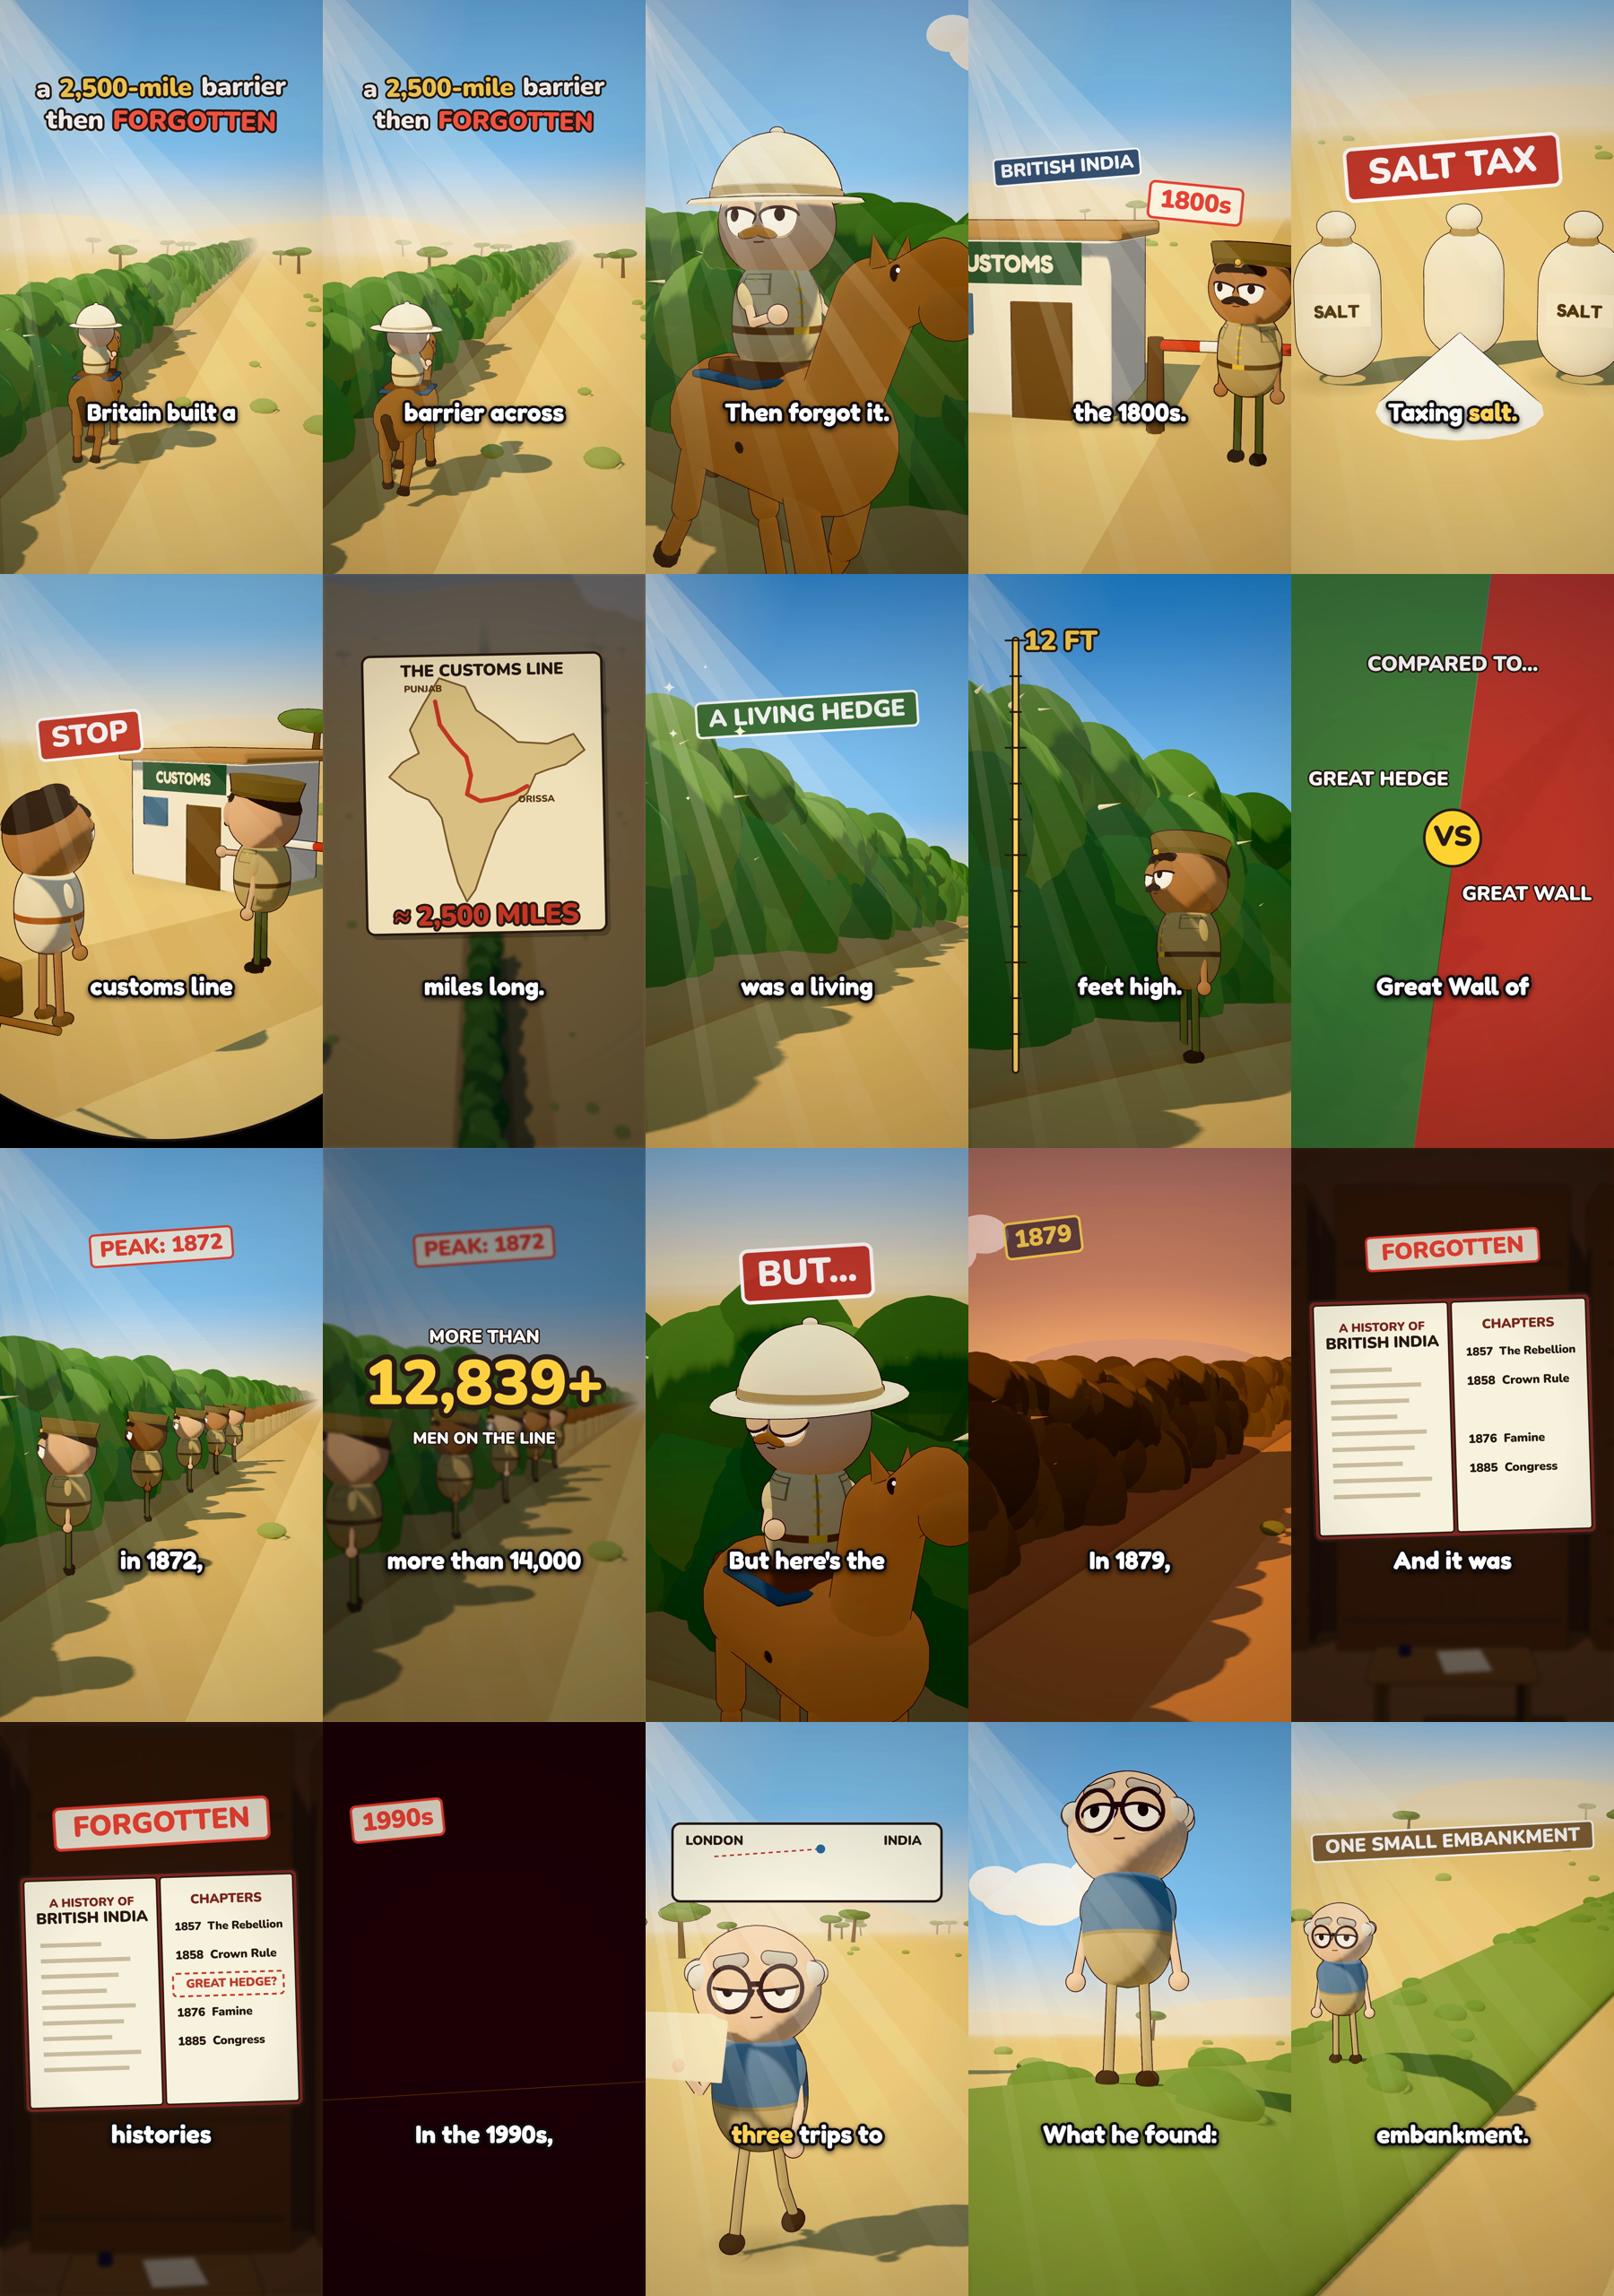 a 2,500-mile barrier
then FORGOTTEN
Britain built a
a 2,500-mile barrier
then FORGOTTEN
barrier across
Then forgot it.
BRITISH INDIA
1800s
USTOMS
the 1800s.
SALT TAX
SALT
SALT
Taxing salt.
STOP
CUSTOMS
customs line
THE CUSTOMS LINE
PUNJAB
ORISSA
≈ 2,500 MILES
miles long.
A LIVING HEDGE
was a living
12 FT
feet high.
COMPARED TO...
GREAT HEDGE
VS
GREAT WALL
Great Wall of
PEAK: 1872
in 1872,
PEAK: 1872
MORE THAN
12,839+
MEN ON THE LINE
more than 14,000
BUT...
But here's the
1879
In 1879,
FORGOTTEN
A HISTORY OF
BRITISH INDIA
CHAPTERS
1857 The Rebellion
1858 Crown Rule
1876 Famine
1885 Congress
And it was
FORGOTTEN
A HISTORY OF
BRITISH INDIA
CHAPTERS
1857 The Rebellion
1858 Crown Rule
GREAT HEDGE?
1876 Famine
1885 Congress
histories
1990s
In the 1990s,
LONDON
INDIA
three trips to
What he found:
ONE SMALL EMBANKMENT
embankment.